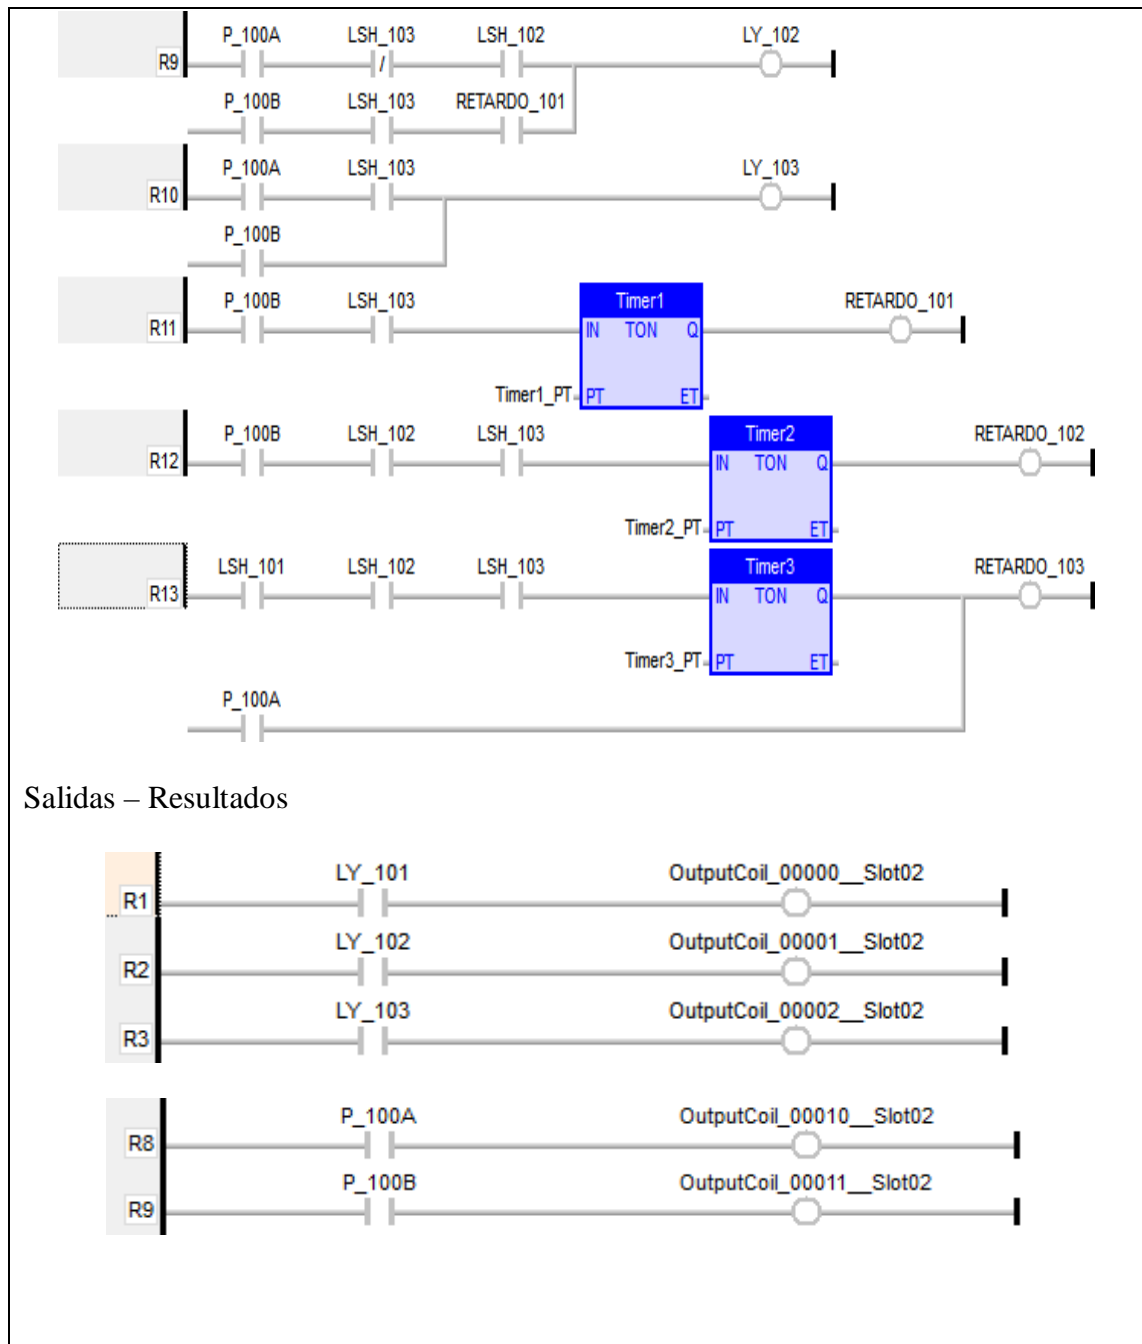 P_100A LSH_103 LSH_102 LY_102
R9 /
P_100B LSH_103 RETARDO_101
P_100A LSH_103 LY_103
R10
P_100B
P_100B LSH_103 Timer1 RETARDO_101
R11 IN TON Q
Timer1_PT PT ET
P_100B LSH_102 LSH_103 Timer2 RETARDO_102
R12 IN TON Q
Timer2_PT PT ET
LSH_101 LSH_102 LSH_103 Timer3 RETARDO_103
R13 IN TON Q
Timer3_PT PT ET
P_100A
Salidas – Resultados
LY_101 OutputCoil_00000__Slot02
R1
LY_102 OutputCoil_00001__Slot02
R2
LY_103 OutputCoil_00002__Slot02
R3
P_100A OutputCoil_00010__Slot02
R8
P_100B OutputCoil_00011__Slot02
R9